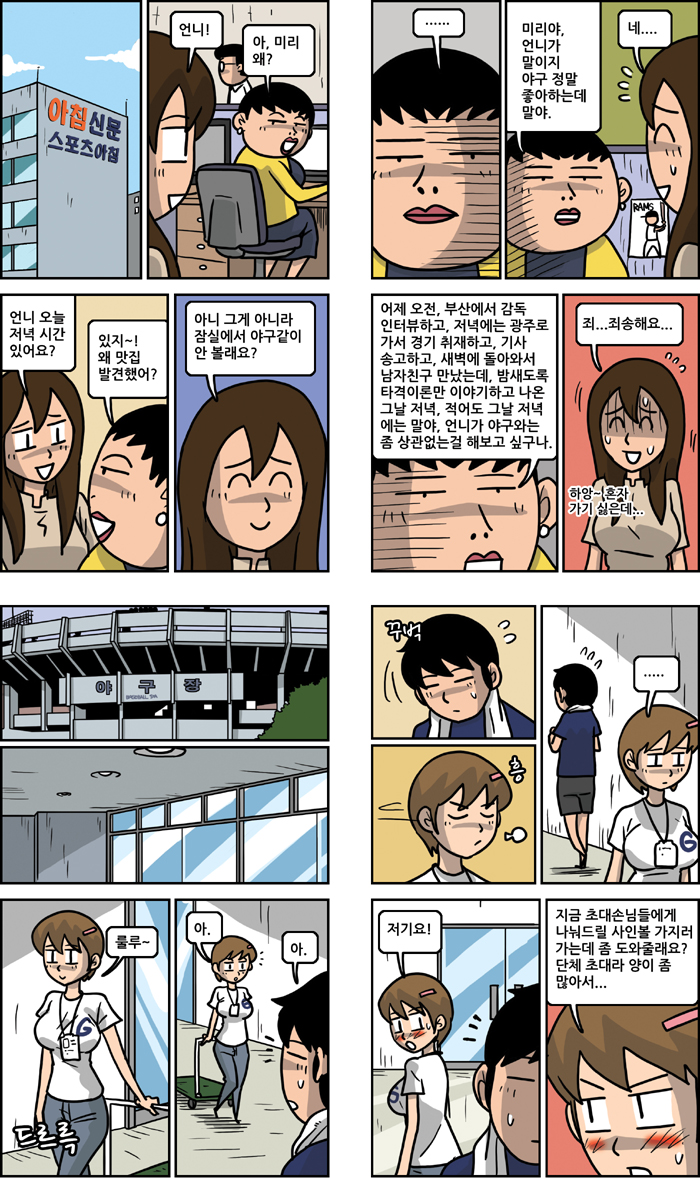 아침신문
스포츠아침
언니!
아, 미리
왜?
언니 오늘
저녁 시간
있어요?
있지~!
왜 맛집
발견했어?
아니 그게 아니라
잠실에서 야구같이
안 볼래요?
......
미리야,
언니가
말이지
야구 정말
좋아하는데
말야.
네....
RAMS
어제 오전, 부산에서 감독
인터뷰하고, 저녁에는 광주로
가서 경기 취재하고, 기사
송고하고, 새벽에 돌아와서
남자친구 만났는데, 밤새도록
타격이론만 이야기하고 나온
그날 저녁, 적어도 그날 저녁
에는 말야, 언니가 야구와는
좀 상관없는걸 해보고 싶구나.
죄...죄송해요...
하앙~ 혼자
가기 싫은데...
야구장
룰루~
드르륵
아.
아.
꾸벅
흥
.....
저기요!
지금 초대손님들에게
나눠드릴 사인볼 가지러
가는데 좀 도와줄래요?
단체 초대라 양이 좀
많아서...